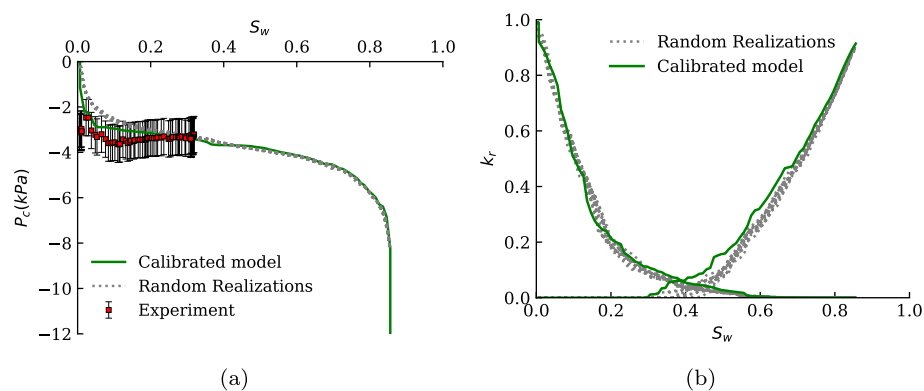 S_w
0.0 0.2 0.4 0.6 0.8 1.0
0
−2
−4
−6
−8
−10
−12
P_c(kPa)
Calibrated model
Random Realizations
Experiment
(a)
1.0
0.8
0.6
0.4
0.2
0.0
k_r
Random Realizations
Calibrated model
0.0 0.2 0.4 0.6 0.8 1.0
S_w
(b)